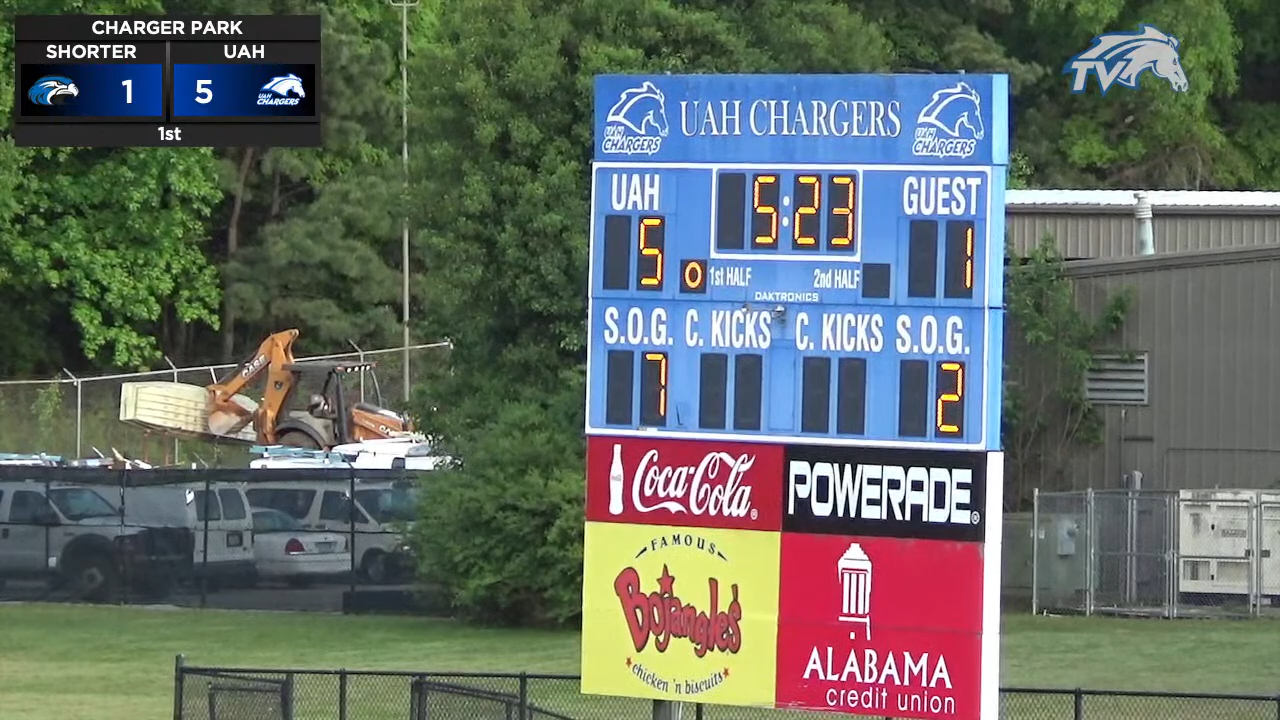 CHARGER PARK
SHORTER UAH
1 5
UAH CHARGERS
1st
TV
UAH CHARGERS UAH CHARGERS UAH CHARGERS
UAH 5:23 GUEST
5 1
1st HALF 2nd HALF
DAKTRONICS
S.O.G. C. KICKS C. KICKS S.O.G.
7 2
Coca-Cola® POWERADE®
FAMOUS
Bojangles'
chicken 'n biscuits
ALABAMA
credit union
CASE